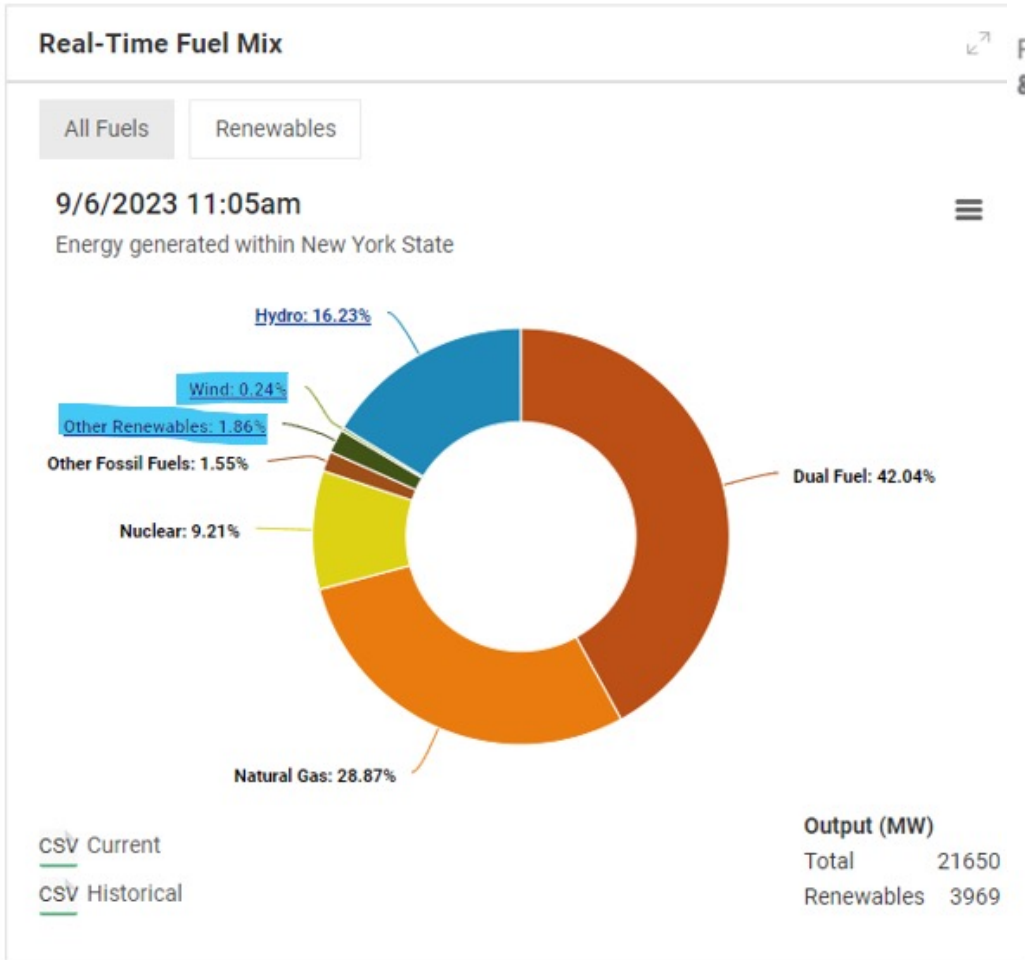 Real-Time Fuel Mix
All Fuels
Renewables
9/6/2023 11:05am
Energy generated within New York State
Hydro: 16.23%
Wind: 0.24%
Other Renewables: 1.86%
Other Fossil Fuels: 1.55%
Nuclear: 9.21%
Dual Fuel: 42.04%
Natural Gas: 28.87%
CSV Current
CSV Historical
Output (MW)
Total 21650
Renewables 3969